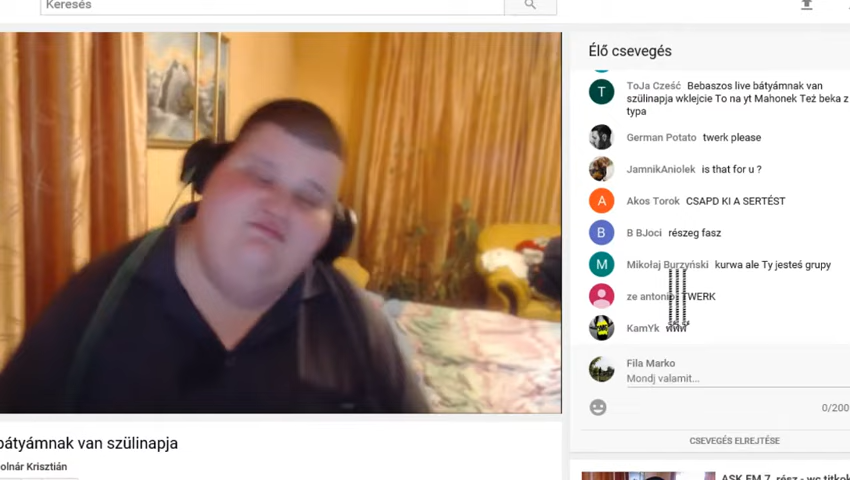 Keresés
Élő csevegés
ToJa Cześć Bebaszos live bátyámnak van
szülinapja wklejcie To na yt Mahonek Też beka z
typa
German Potato twerk please
JamnikAniolek is that for u ?
Akos Torok CSAPD KI A SERTÉST
B BJoci részeg fasz
Mikołaj Burzyński kurwa ale Ty jesteś grupy
ze antonio TWERK
KamYk
Fila Marko
Mondj valamit...
0/200
CSEVEGÉS ELREJTÉSE
bátyámnak van szülinapja
olnár Krisztián
ASK.FM 7. rész - wc titkok